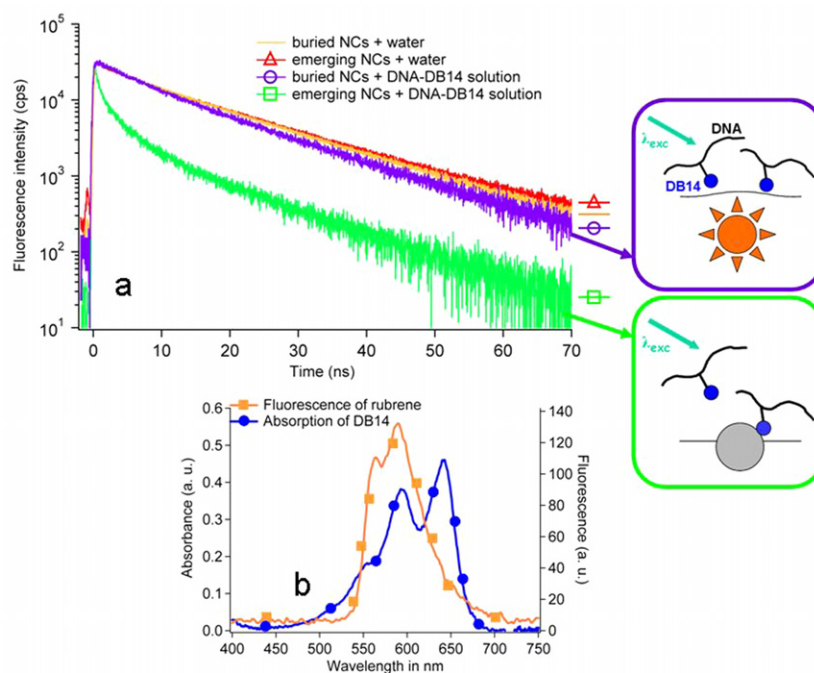 10⁵
10⁴
10³
10²
10¹
Fluorescence intensity (cps)
buried NCs + water
emerging NCs + water
buried NCs + DNA-DB14 solution
emerging NCs + DNA-DB14 solution
a
0 10 20 30 40 50 60 70
Time (ns)
λexc
DNA
DB14
λexc
Fluorescence of rubrene
Absorption of DB14
0.6
0.5
0.4
0.3
0.2
0.1
0.0
Absorbance (a. u.)
b
140
120
100
80
60
40
20
0
Fluorescence (a. u.)
400 450 500 550 600 650 700 750
Wavelength in nm